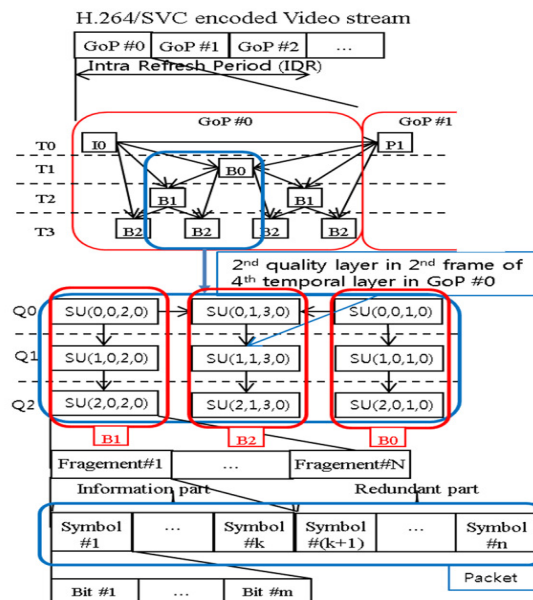 H.264/SVC encoded Video stream
GoP #0 GoP #1 GoP #2 ...
Intra Refresh Period (IDR)
GoP #0 GoP #1
T0 I0 P1
T1 B0
T2 B1 B1
T3 B2 B2 B2 B2
2nd quality layer in 2nd frame of
4th temporal layer in GoP #0
Q0 SU(0,0,2,0) SU(0,1,3,0) SU(0,0,1,0)
Q1 SU(1,0,2,0) SU(1,1,3,0) SU(1,0,1,0)
Q2 SU(2,0,2,0) SU(2,1,3,0) SU(2,0,1,0)
B1 B2 B0
Fragement#1 ... Fragement#N
Information part Redundant part
Symbol #1 ... Symbol #k Symbol #(k+1) ... Symbol #n
Packet
Bit #1 ... Bit #m